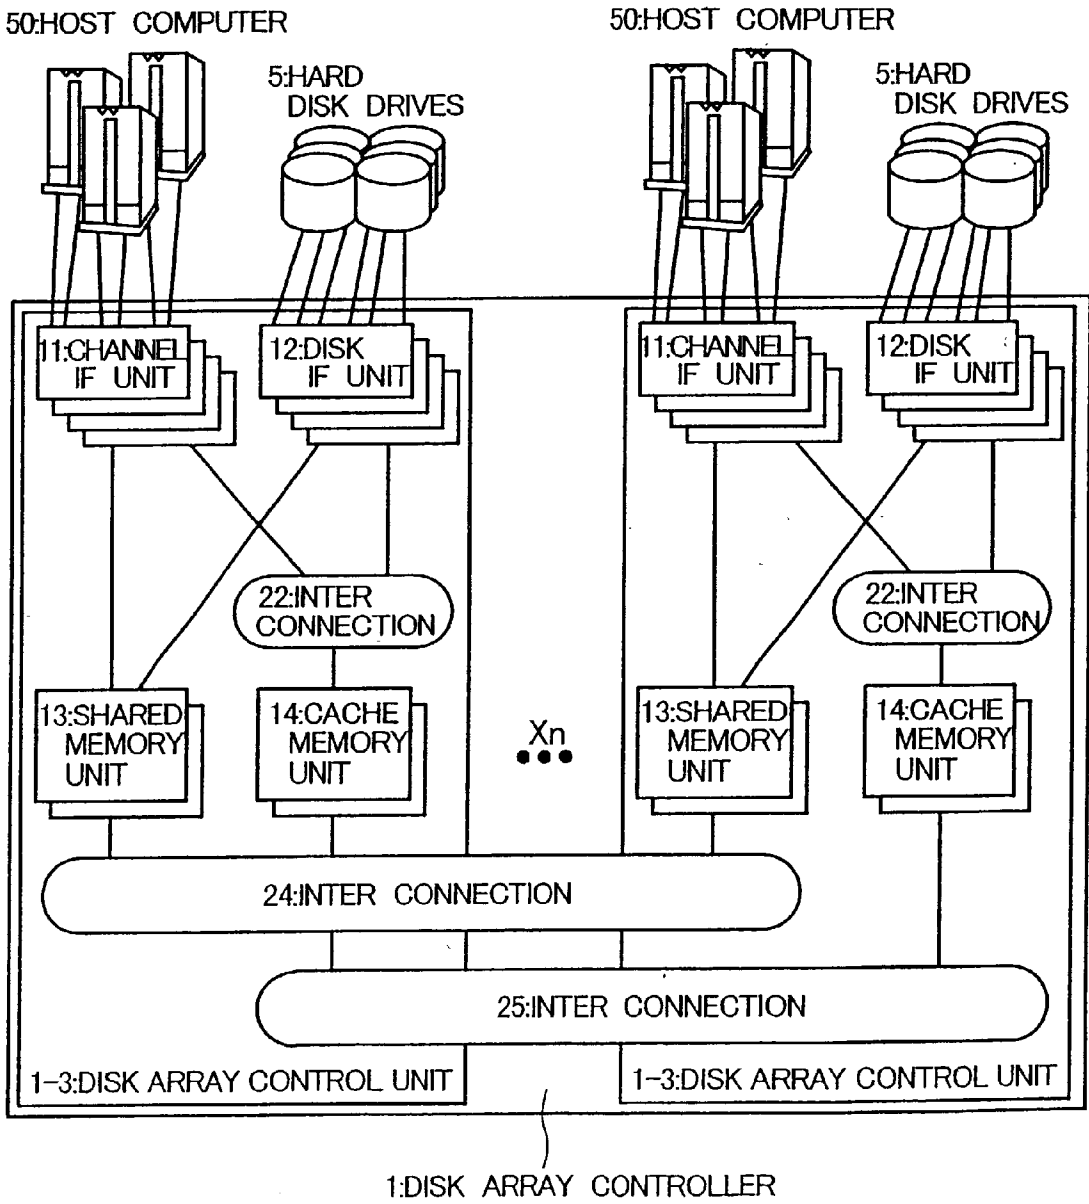 50:HOST COMPUTER
5:HARD
DISK DRIVES
11:CHANNEL
IF UNIT
12:DISK
IF UNIT
22:INTER
CONNECTION
13:SHARED
MEMORY
UNIT
14:CACHE
MEMORY
UNIT
Xn
50:HOST COMPUTER
5:HARD
DISK DRIVES
11:CHANNEL
IF UNIT
12:DISK
IF UNIT
22:INTER
CONNECTION
13:SHARED
MEMORY
UNIT
14:CACHE
MEMORY
UNIT
24:INTER CONNECTION
25:INTER CONNECTION
1-3:DISK ARRAY CONTROL UNIT
1-3:DISK ARRAY CONTROL UNIT
1:DISK ARRAY CONTROLLER